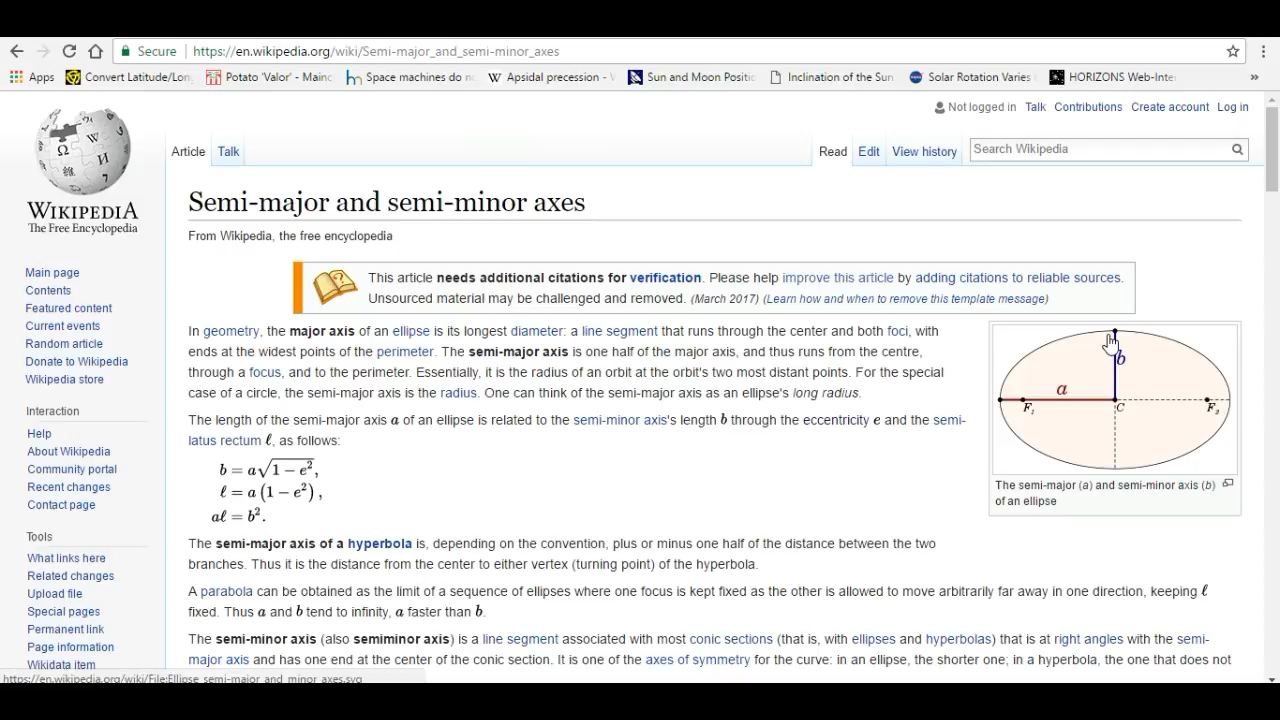 Secure https://en.wikipedia.org/wiki/Semi-major_and_semi-minor_axes
Apps Convert Latitude/Lon Potato 'Valor' - Mainc Space machines do no Apsidal precession - Sun and Moon Positio Inclination of the Sun Solar Rotation Varies HORIZONS Web-Inte »
Not logged in Talk Contributions Create account Log in
Article Talk Read Edit View history Search Wikipedia
WIKIPEDIA
The Free Encyclopedia
Semi-major and semi-minor axes
From Wikipedia, the free encyclopedia
This article needs additional citations for verification. Please help improve this article by adding citations to reliable sources.
Unsourced material may be challenged and removed. (March 2017) (Learn how and when to remove this template message)
Main page
Contents
Featured content
Current events
Random article
Donate to Wikipedia
Wikipedia store
Interaction
Help
About Wikipedia
Community portal
Recent changes
Contact page
Tools
What links here
Related changes
Upload file
Special pages
Permanent link
Page information
Wikidata item
In geometry, the major axis of an ellipse is its longest diameter: a line segment that runs through the center and both foci, with
ends at the widest points of the perimeter. The semi-major axis is one half of the major axis, and thus runs from the centre,
through a focus, and to the perimeter. Essentially, it is the radius of an orbit at the orbit's two most distant points. For the special
case of a circle, the semi-major axis is the radius. One can think of the semi-major axis as an ellipse's long radius.
The length of the semi-major axis a of an ellipse is related to the semi-minor axis's length b through the eccentricity e and the semi-
latus rectum ℓ, as follows:
b = a√1 − e²,
ℓ = a (1 − e²),
aℓ = b².
The semi-major axis of a hyperbola is, depending on the convention, plus or minus one half of the distance between the two
branches. Thus it is the distance from the center to either vertex (turning point) of the hyperbola.
A parabola can be obtained as the limit of a sequence of ellipses where one focus is kept fixed as the other is allowed to move arbitrarily far away in one direction, keeping ℓ
fixed. Thus a and b tend to infinity, a faster than b.
The semi-minor axis (also semiminor axis) is a line segment associated with most conic sections (that is, with ellipses and hyperbolas) that is at right angles with the semi-
major axis and has one end at the center of the conic section. It is one of the axes of symmetry for the curve: in an ellipse, the shorter one; in a hyperbola, the one that does not
b
a
F₁ C F₂
The semi-major (a) and semi-minor axis (b)
of an ellipse
https://en.wikipedia.org/wiki/File:Ellipse_semi-major_and_minor_axes.svg